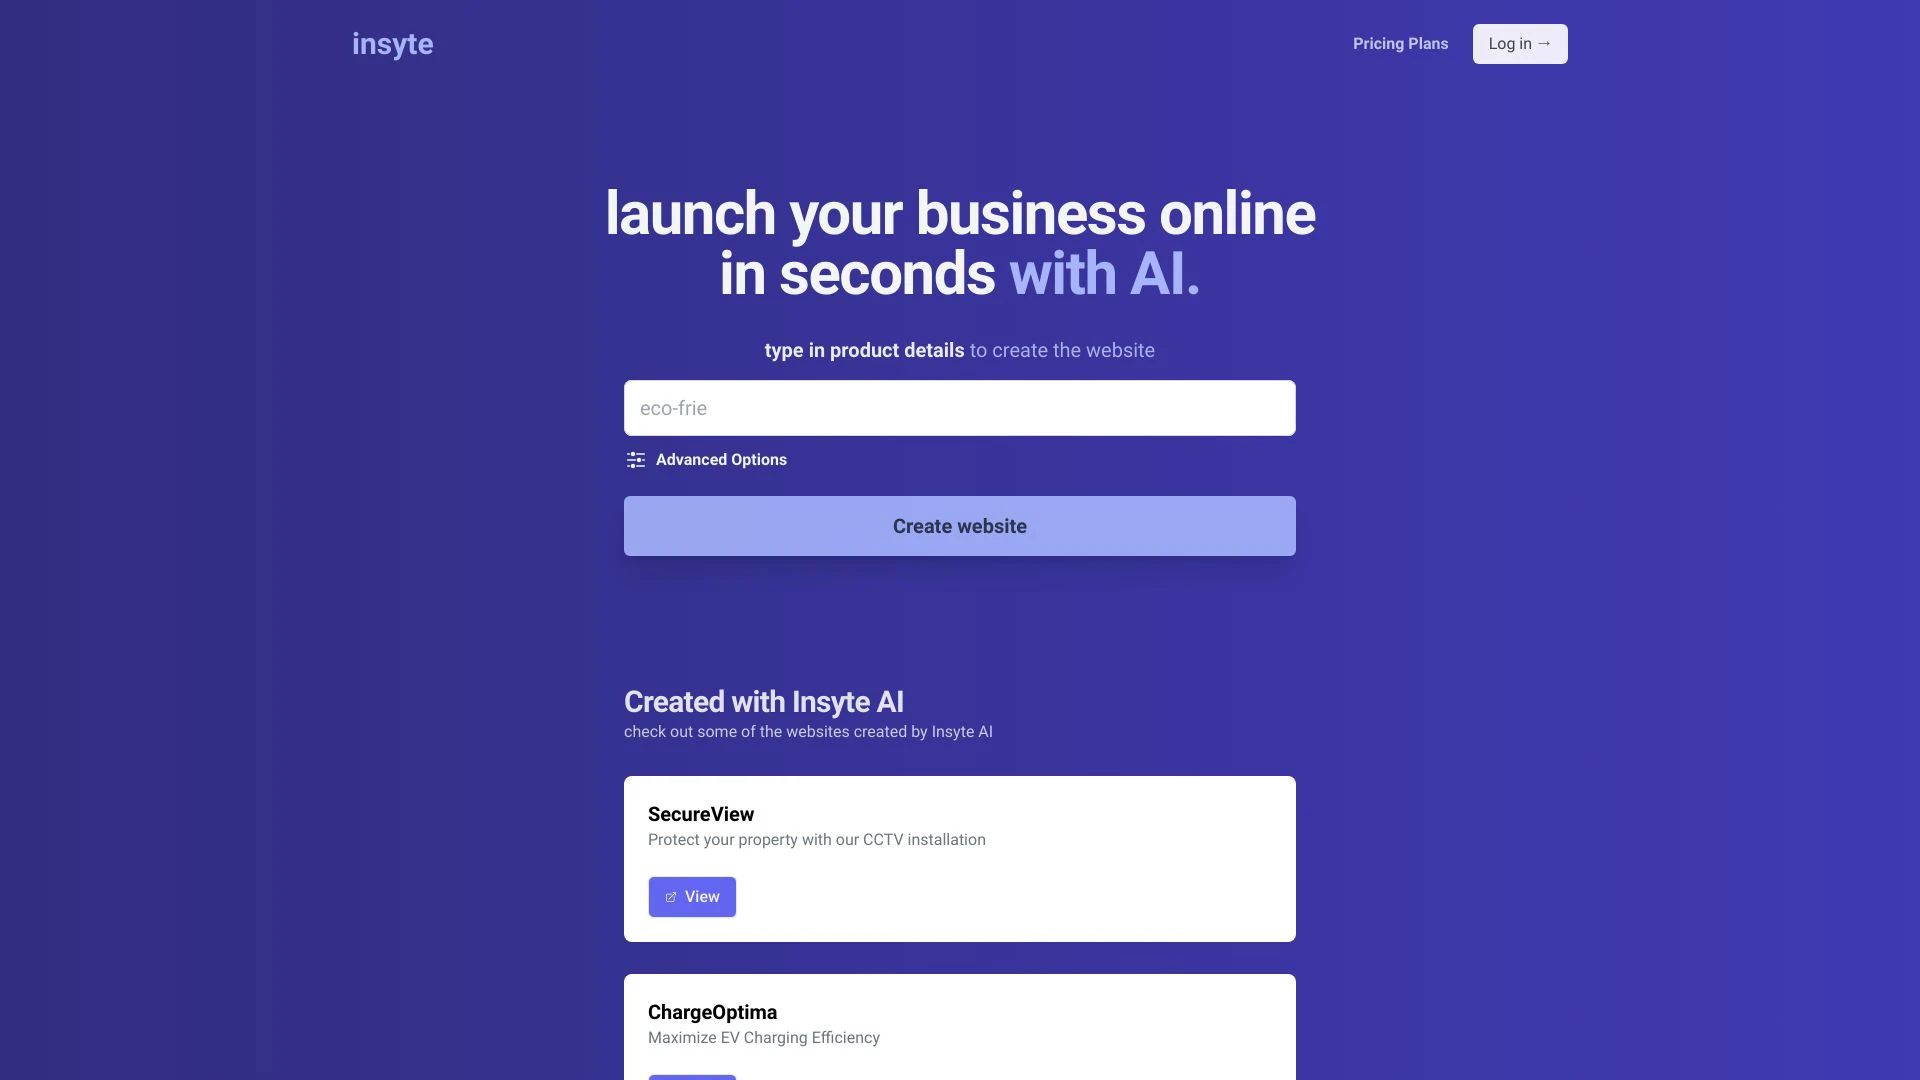 insyte
Pricing Plans
Log in →
launch your business online
in seconds with AI.
type in product details to create the website
eco-frie
Advanced Options
Create website
Created with Insyte AI
check out some of the websites created by Insyte AI
SecureView
Protect your property with our CCTV installation
View
ChargeOptima
Maximize EV Charging Efficiency